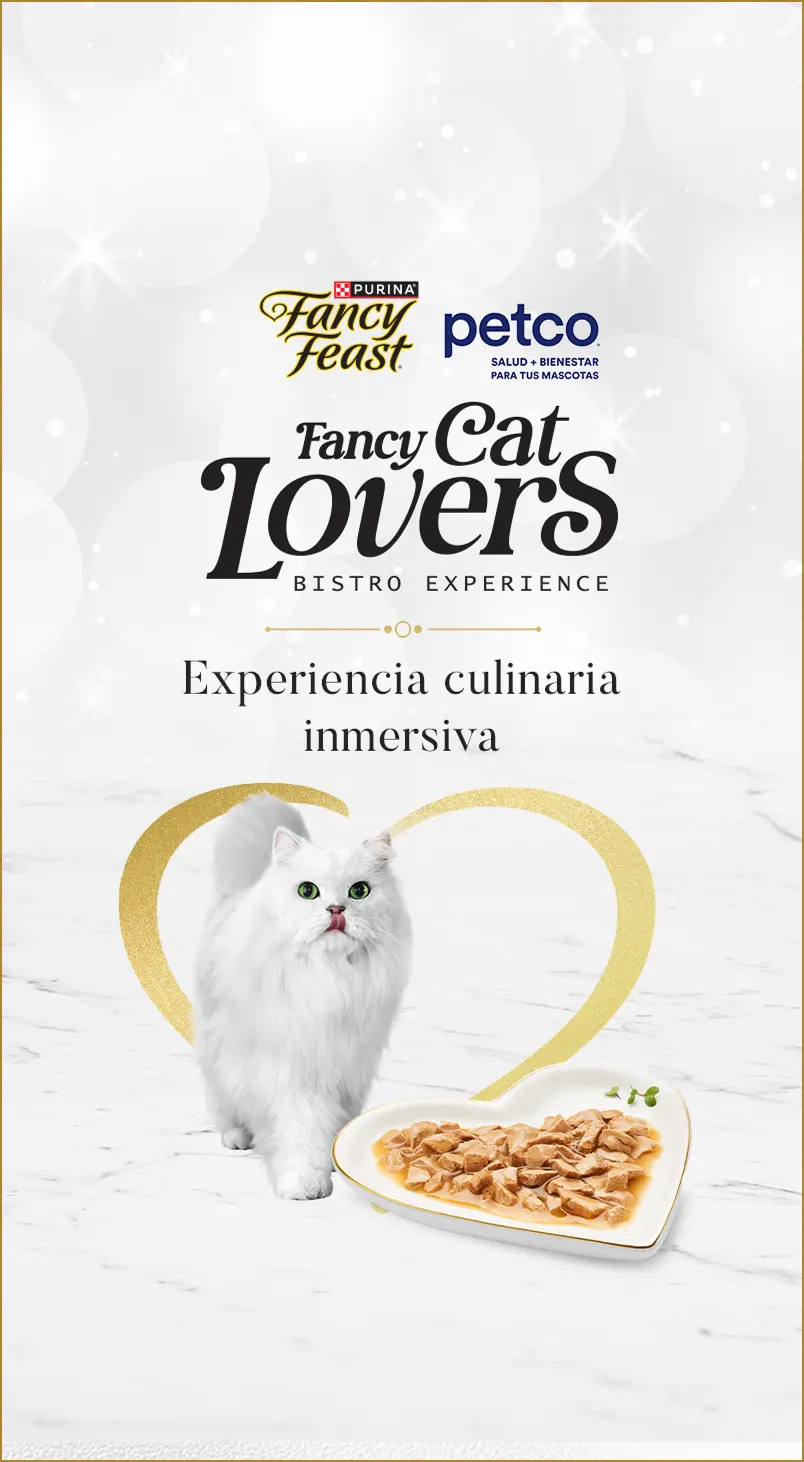 PURINA
Fancy
Feast
petco
SALUD + BIENESTAR
PARA TUS MASCOTAS
Fancy Cat
Lovers
BISTRO EXPERIENCE
Experiencia culinaria
inmersiva